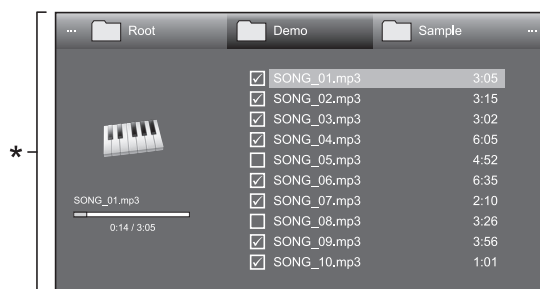 ... Root Demo Sample ...
SONG_01.mp3 3:05
SONG_02.mp3 3:15
SONG_03.mp3 3:02
SONG_04.mp3 6:05
SONG_05.mp3 4:52
SONG_06.mp3 6:35
SONG_07.mp3 2:10
SONG_08.mp3 3:26
SONG_09.mp3 3:56
SONG_10.mp3 1:01
*
SONG_01.mp3
0:14 / 3:05